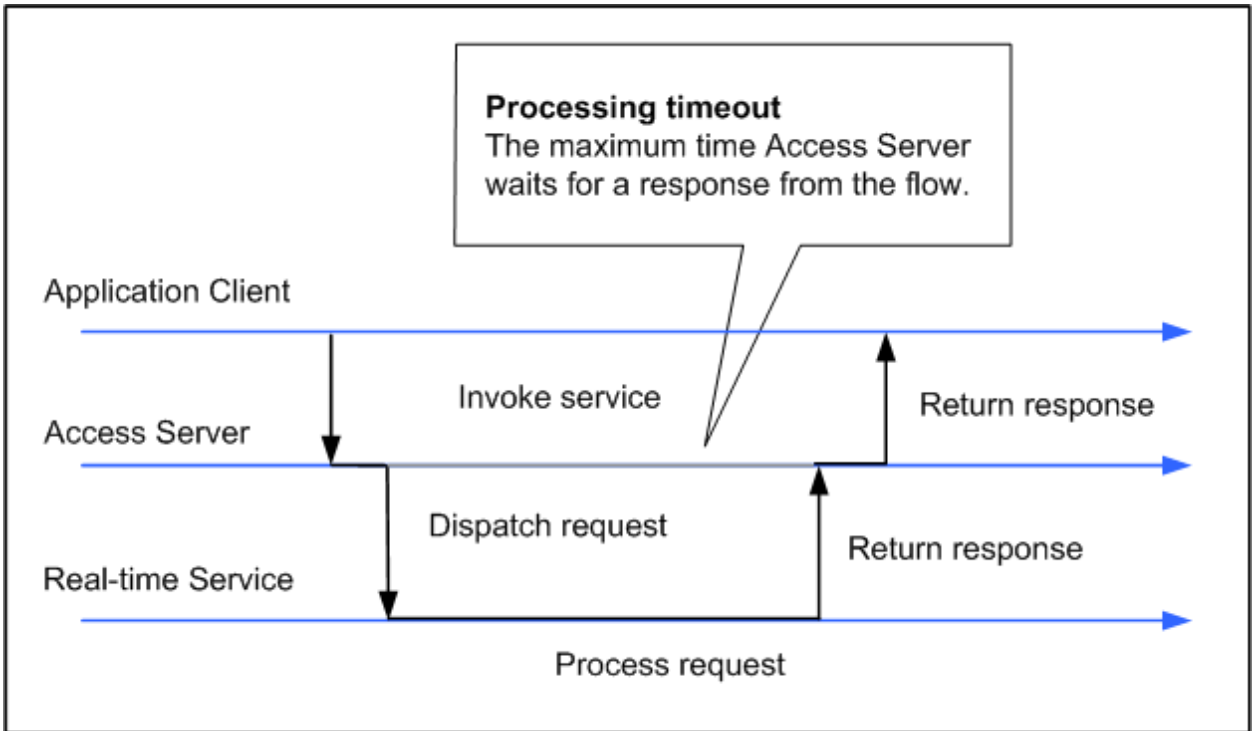 Processing timeout
The maximum time Access Server
waits for a response from the flow.
Application Client
Invoke service
Return response
Access Server
Dispatch request
Return response
Real-time Service
Process request